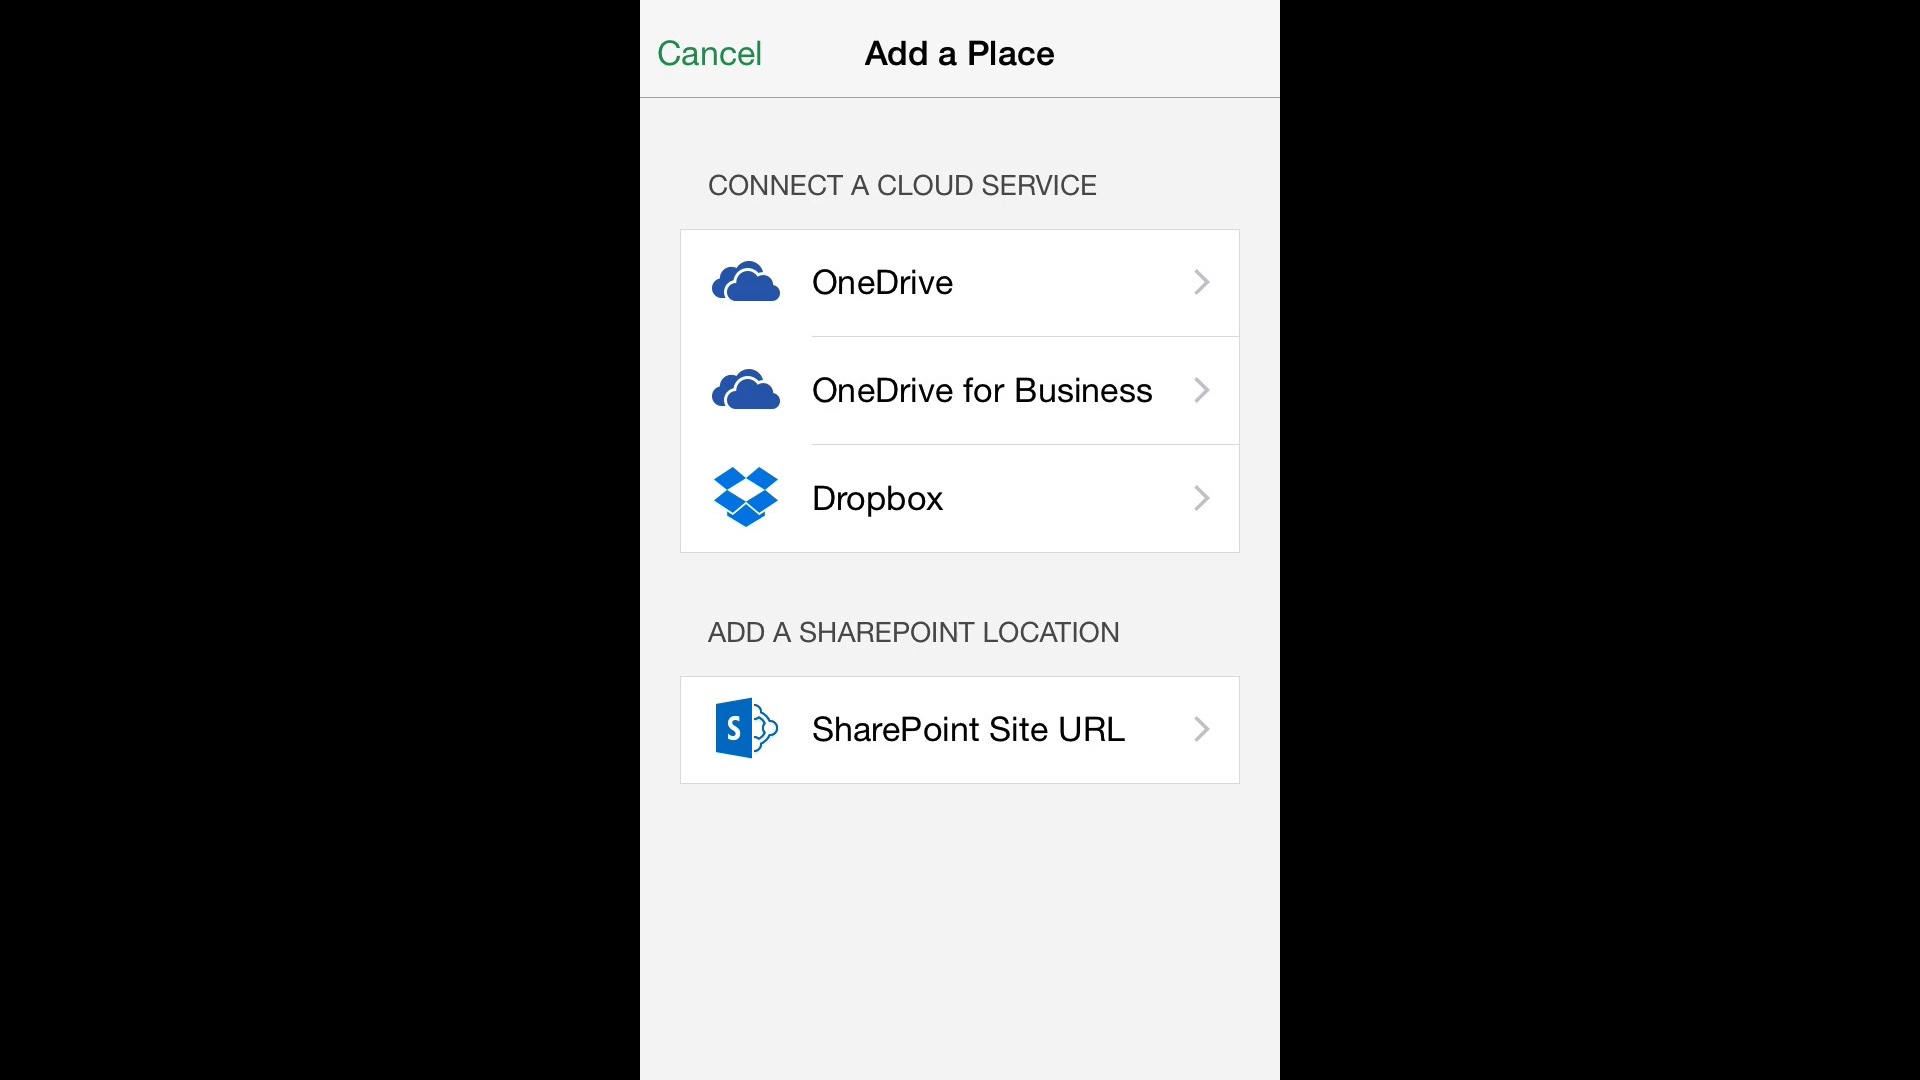 Cancel
Add a Place
CONNECT A CLOUD SERVICE
OneDrive
OneDrive for Business
Dropbox
ADD A SHAREPOINT LOCATION
S
SharePoint Site URL